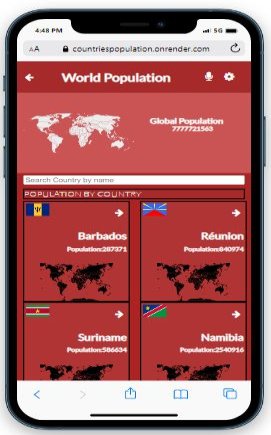 4:48 PM
5G
AA
countriespopulation.onrender.com
World Population
Global Population
7777721563
Search Country by name
POPULATION BY COUNTRY
Barbados
Population:287371
Réunion
Population:840974
Suriname
Population:586634
Namibia
Population:2540916